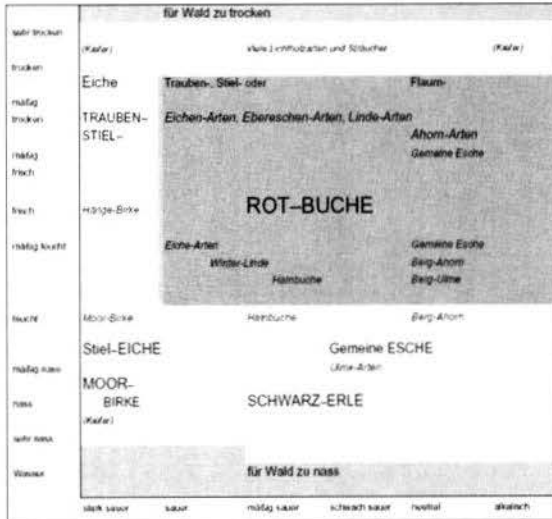 für Wald zu trocken
sehr trocken
(Kiefer) Viele Lichtholzarten und Sträucher (Kiefer)
trocken
Eiche Trauben-, Stiel- oder Flaum-
mäßig trocken TRAUBEN- Eichen-Arten, Ebereschen-Arten, Linde-Arten
STIEL- Ahorn-Arten
mäßig frisch Gemeine Esche
frisch Hänge-Birke ROT-BUCHE
mäßig feucht Eiche-Arten Gemeine Esche
Winter-Linde Berg-Ahorn
Hainbuche Berg-Ulme
feucht Moor-Birke Hainbuche Berg-Ahorn
Stiel-EICHE Gemeine ESCHE
mäßig nass Ulme-Arten
MOOR-
nass BIRKE SCHWARZ-ERLE
(Kiefer)
sehr nass
Wasser für Wald zu nass
stark sauer sauer mäßig sauer schwach sauer neutral alkalisch